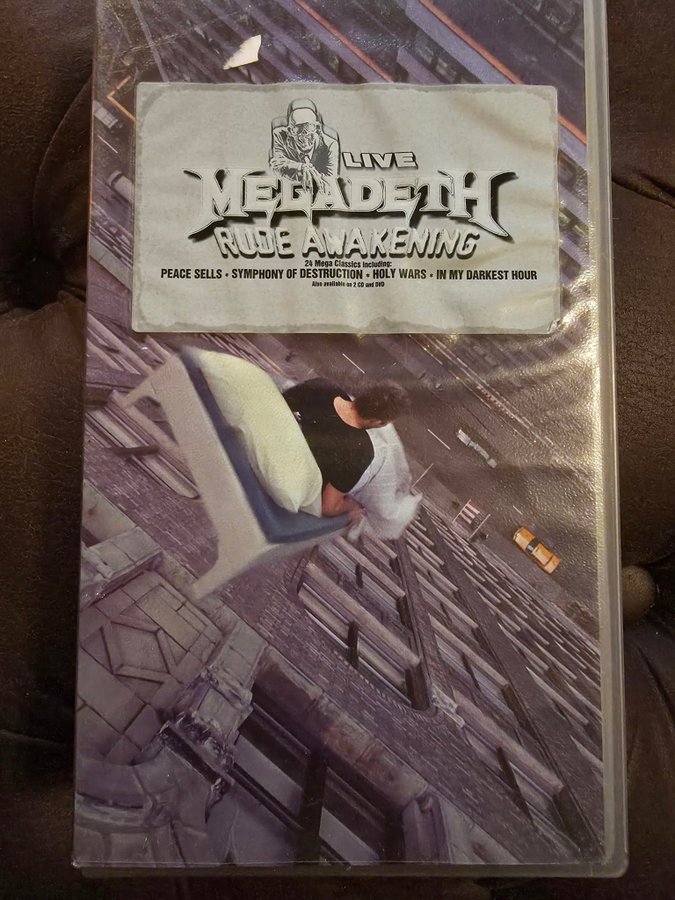 LIVE
MEGADETH
RUDE AWAKENING
24 Mega Classics Including:
PEACE SELLS • SYMPHONY OF DESTRUCTION • HOLY WARS • IN MY DARKEST HOUR
Also available on 2 CD and DVD